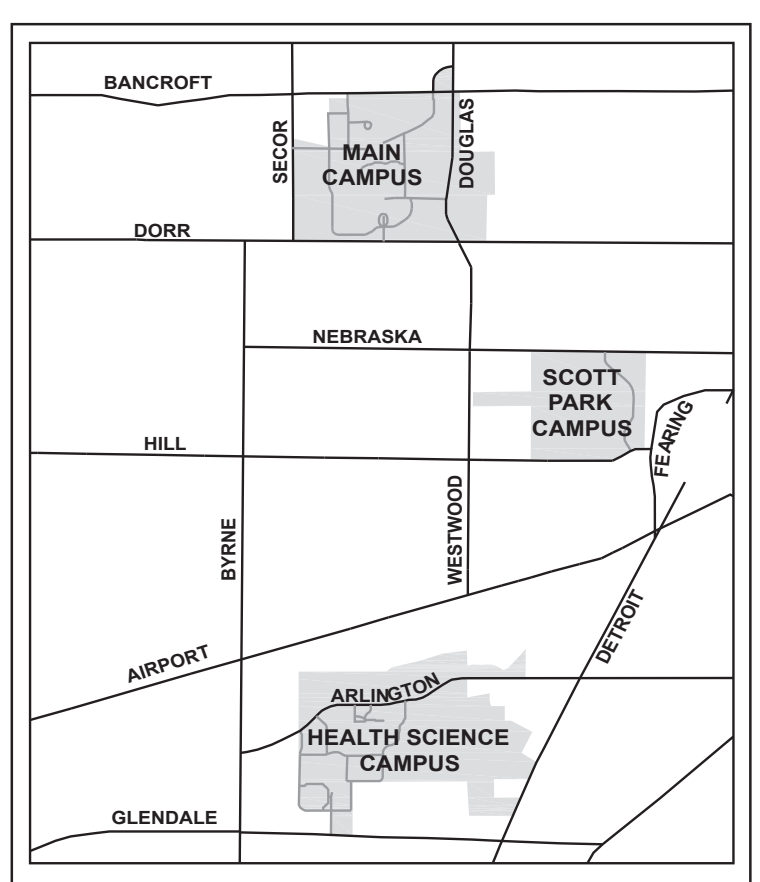 BANCROFT
SECOR
DOUGLAS
MAIN
CAMPUS
DORR
NEBRASKA
SCOTT
PARK
CAMPUS
FEARING
HILL
BYRNE
WESTWOOD
AIRPORT
DETROIT
ARLINGTON
HEALTH SCIENCE
CAMPUS
GLENDALE